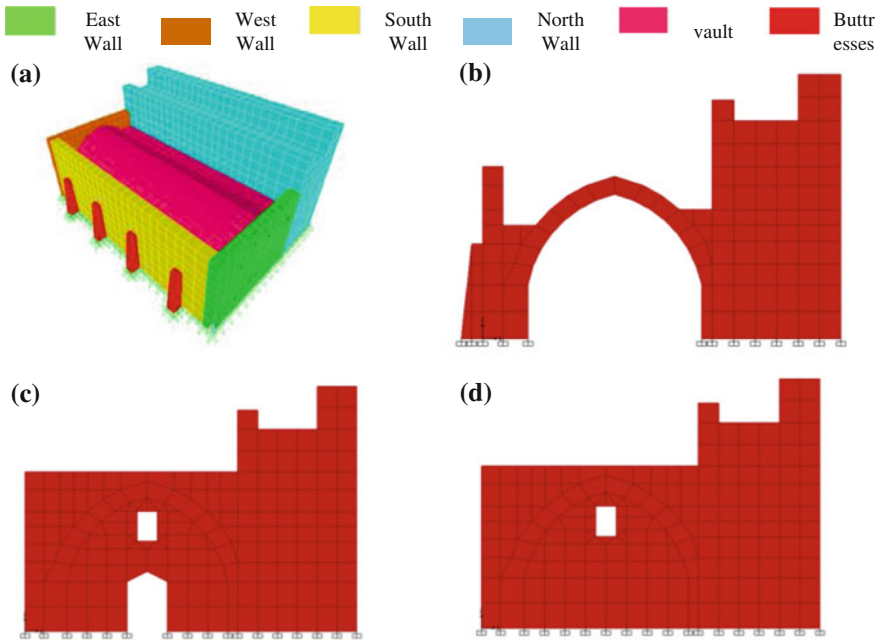 East
Wall
West
Wall
South
Wall
North
Wall
vault
Buttr
esses
(a)
(b)
(c)
(d)